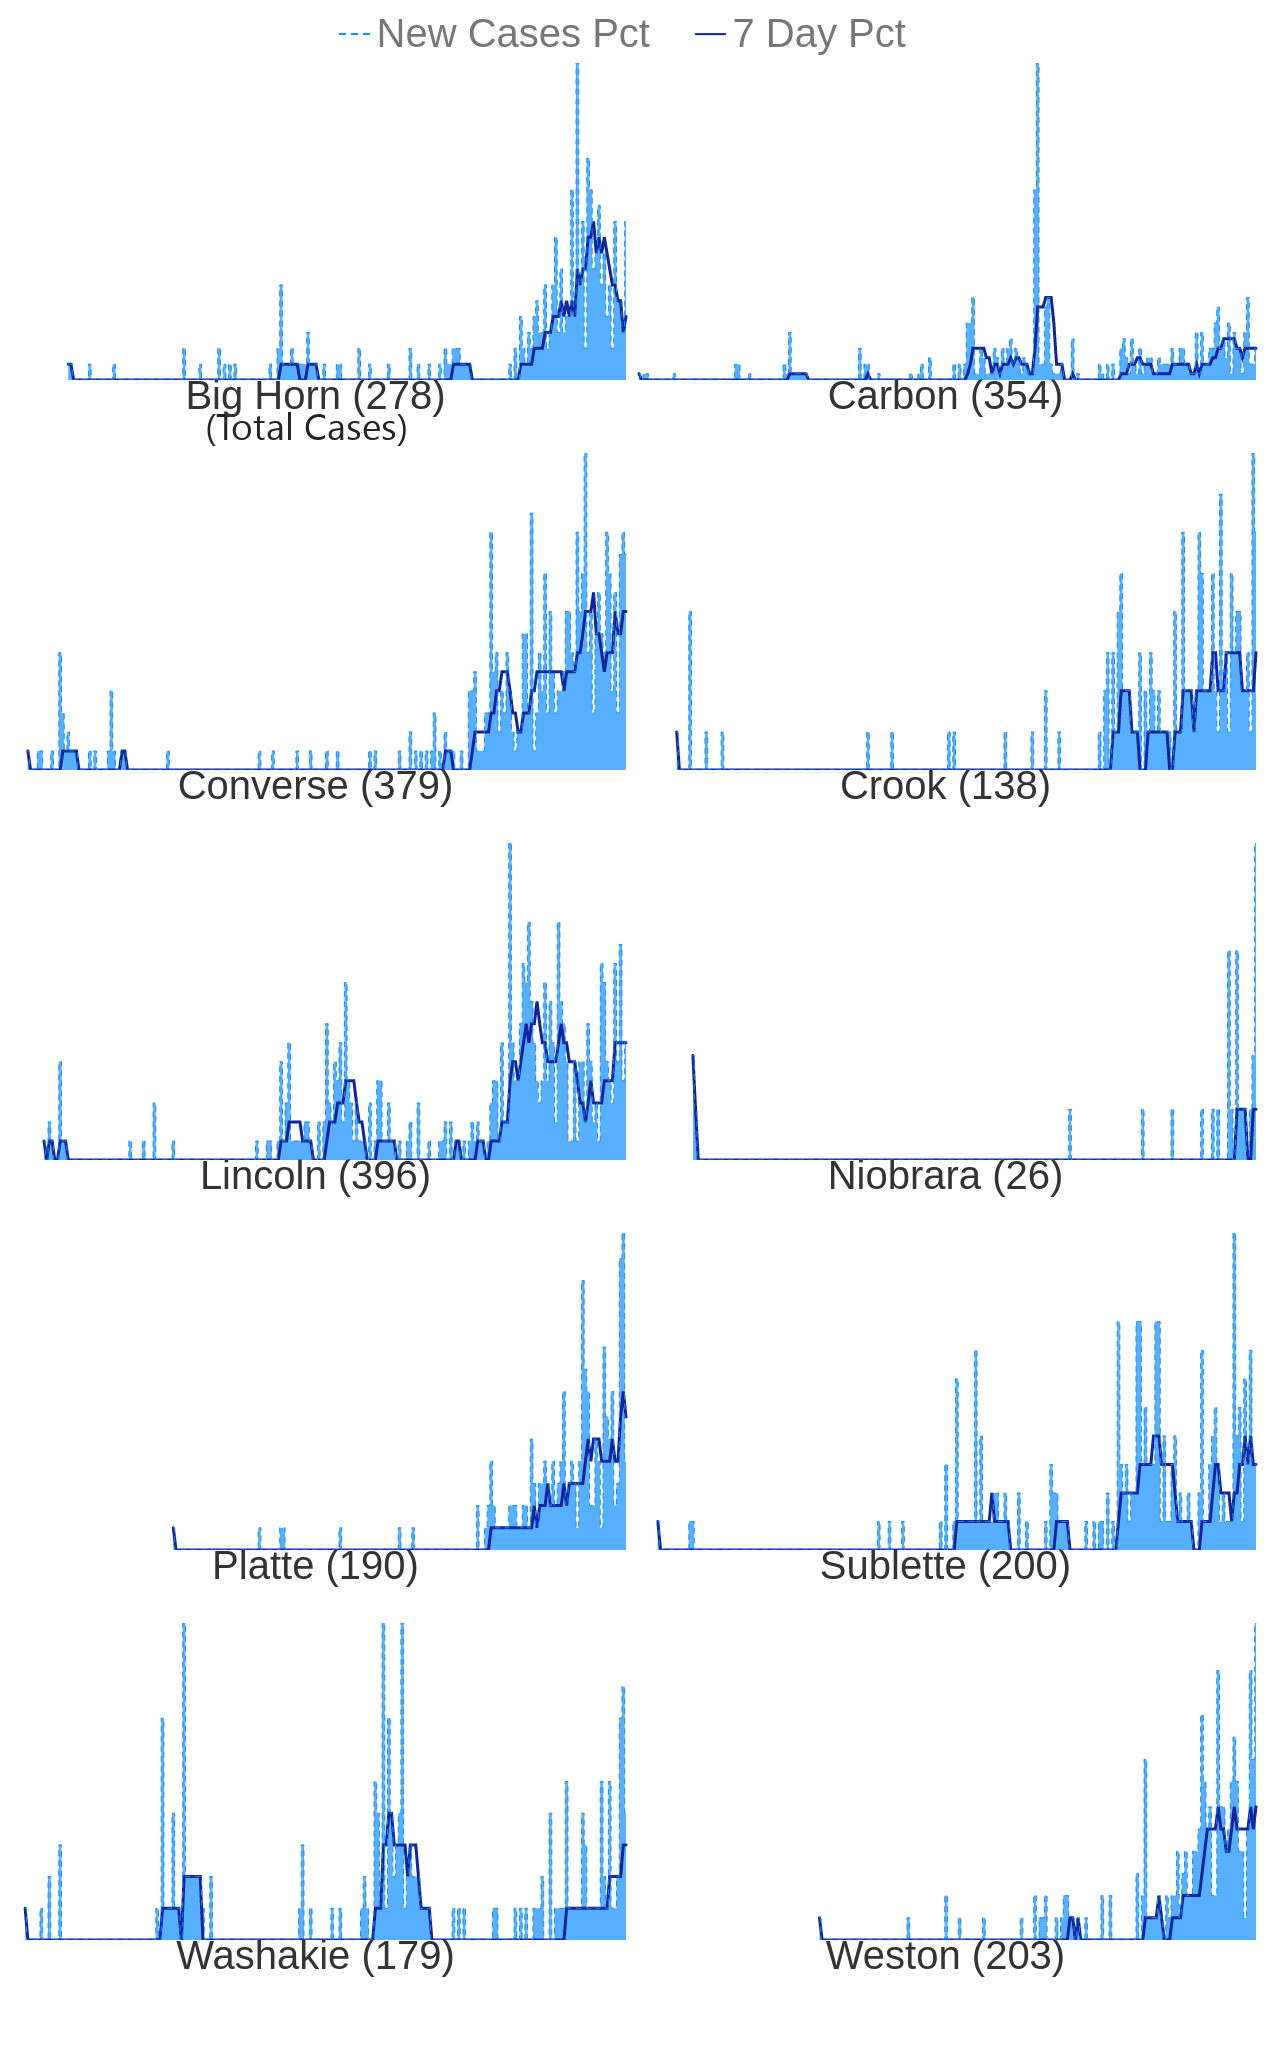 New Cases Pct 7 Day Pct
Big Horn (278) Carbon (354)
(Total Cases)
Converse (379) Crook (138)
Lincoln (396) Niobrara (26)
Platte (190) Sublette (200)
Washakie (179) Weston (203)